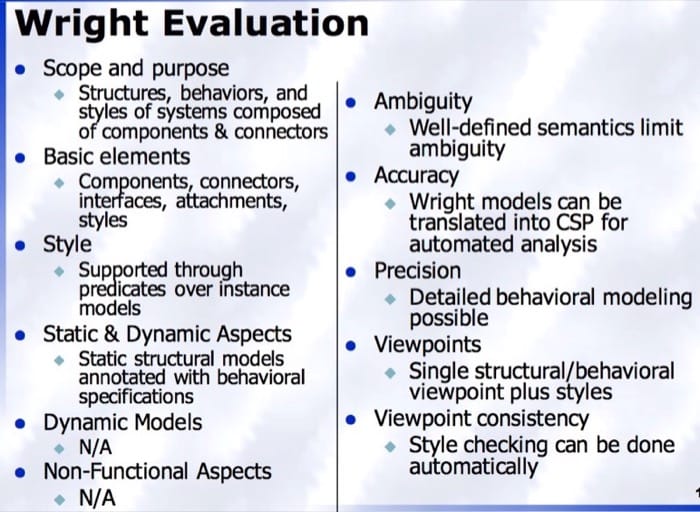 Wright Evaluation
• Scope and purpose
◆ Structures, behaviors, and
styles of systems composed
of components & connectors
• Basic elements
◆ Components, connectors,
interfaces, attachments,
styles
• Style
◆ Supported through
predicates over instance
models
• Static & Dynamic Aspects
◆ Static structural models
annotated with behavioral
specifications
• Dynamic Models
◆ N/A
• Non-Functional Aspects
◆ N/A
• Ambiguity
◆ Well-defined semantics limit
ambiguity
• Accuracy
◆ Wright models can be
translated into CSP for
automated analysis
• Precision
◆ Detailed behavioral modeling
possible
• Viewpoints
◆ Single structural/behavioral
viewpoint plus styles
• Viewpoint consistency
◆ Style checking can be done
automatically